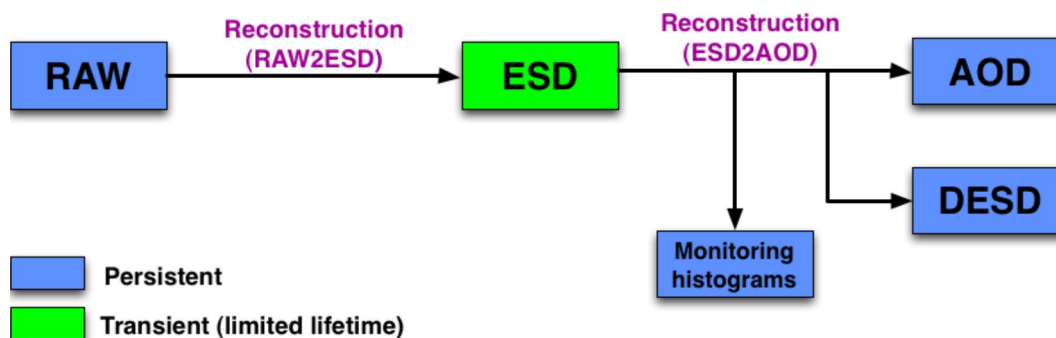 Reconstruction
(RAW2ESD)
Reconstruction
(ESD2AOD)
RAW
ESD
AOD
DESD
Monitoring
histograms
Persistent
Transient (limited lifetime)